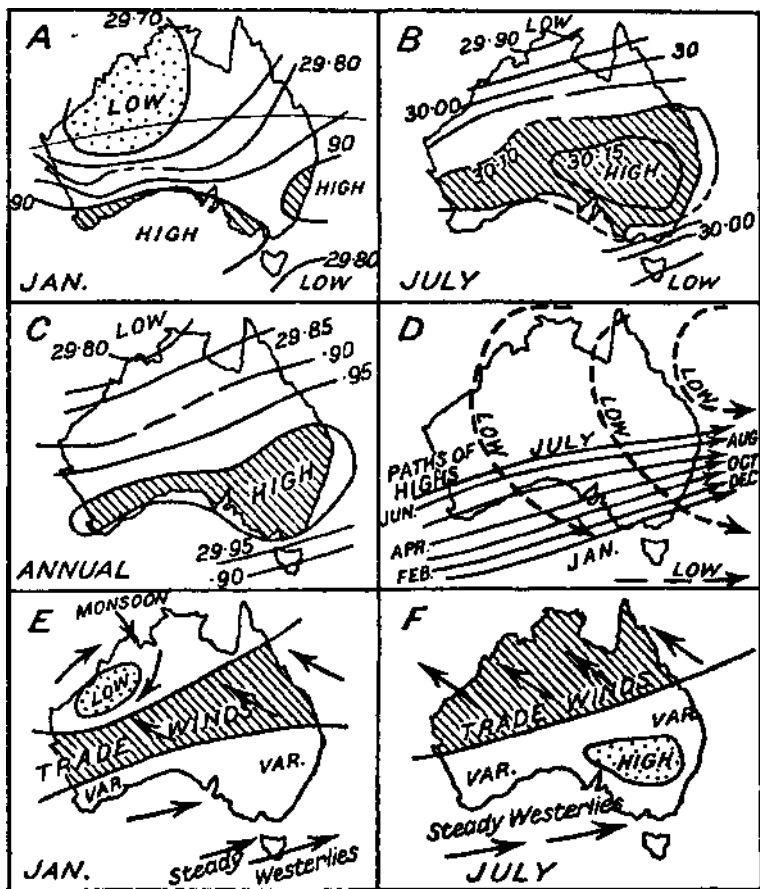 A
29.70
LOW
29.80
90
HIGH
90
HIGH
29.80
LOW
JAN.
B
LOW
29.90
30
30.00
30.10
30.15
HIGH
30.00
LOW
JULY
C
LOW
29.80
29.85
.90
.95
HIGH
29.95
.90
ANNUAL
D
LOW
LOW
LOW
PATHS OF
HIGHS
JULY
AUG
OCT
DEC
JUN.
APR.
FEB.
JAN.
LOW
E
MONSOON
LOW
TRADE WINDS
VAR.
VAR.
Steady Westerlies
JAN.
F
TRADE WINDS
VAR.
VAR.
HIGH
Steady Westerlies
JULY